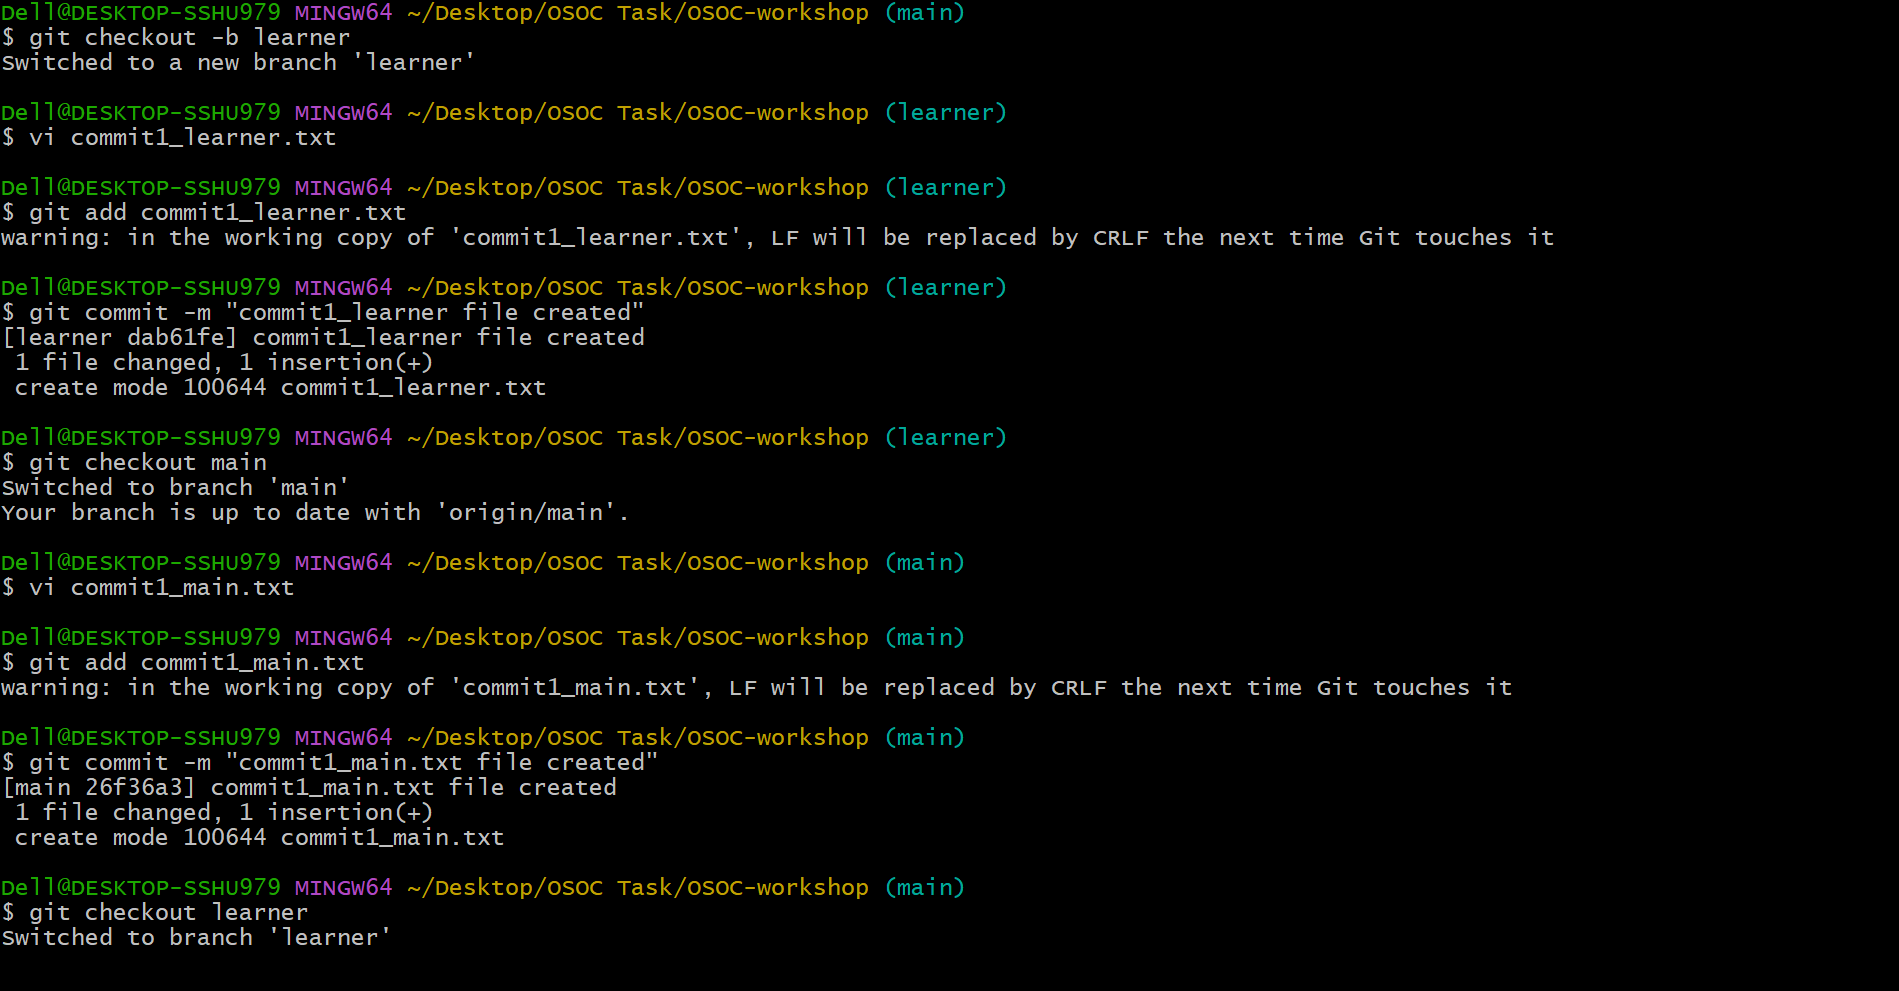 Dell@DESKTOP-SSHU979 MINGW64 ~/Desktop/OSOC Task/OSOC-workshop (main)
$ git checkout -b learner
Switched to a new branch 'learner'

Dell@DESKTOP-SSHU979 MINGW64 ~/Desktop/OSOC Task/OSOC-workshop (learner)
$ vi commit1_learner.txt

Dell@DESKTOP-SSHU979 MINGW64 ~/Desktop/OSOC Task/OSOC-workshop (learner)
$ git add commit1_learner.txt
warning: in the working copy of 'commit1_learner.txt', LF will be replaced by CRLF the next time Git touches it

Dell@DESKTOP-SSHU979 MINGW64 ~/Desktop/OSOC Task/OSOC-workshop (learner)
$ git commit -m "commit1_learner file created"
[learner dab61fe] commit1_learner file created
 1 file changed, 1 insertion(+)
 create mode 100644 commit1_learner.txt

Dell@DESKTOP-SSHU979 MINGW64 ~/Desktop/OSOC Task/OSOC-workshop (learner)
$ git checkout main
Switched to branch 'main'
Your branch is up to date with 'origin/main'.

Dell@DESKTOP-SSHU979 MINGW64 ~/Desktop/OSOC Task/OSOC-workshop (main)
$ vi commit1_main.txt

Dell@DESKTOP-SSHU979 MINGW64 ~/Desktop/OSOC Task/OSOC-workshop (main)
$ git add commit1_main.txt
warning: in the working copy of 'commit1_main.txt', LF will be replaced by CRLF the next time Git touches it

Dell@DESKTOP-SSHU979 MINGW64 ~/Desktop/OSOC Task/OSOC-workshop (main)
$ git commit -m "commit1_main.txt file created"
[main 26f36a3] commit1_main.txt file created
 1 file changed, 1 insertion(+)
 create mode 100644 commit1_main.txt

Dell@DESKTOP-SSHU979 MINGW64 ~/Desktop/OSOC Task/OSOC-workshop (main)
$ git checkout learner
Switched to branch 'learner'